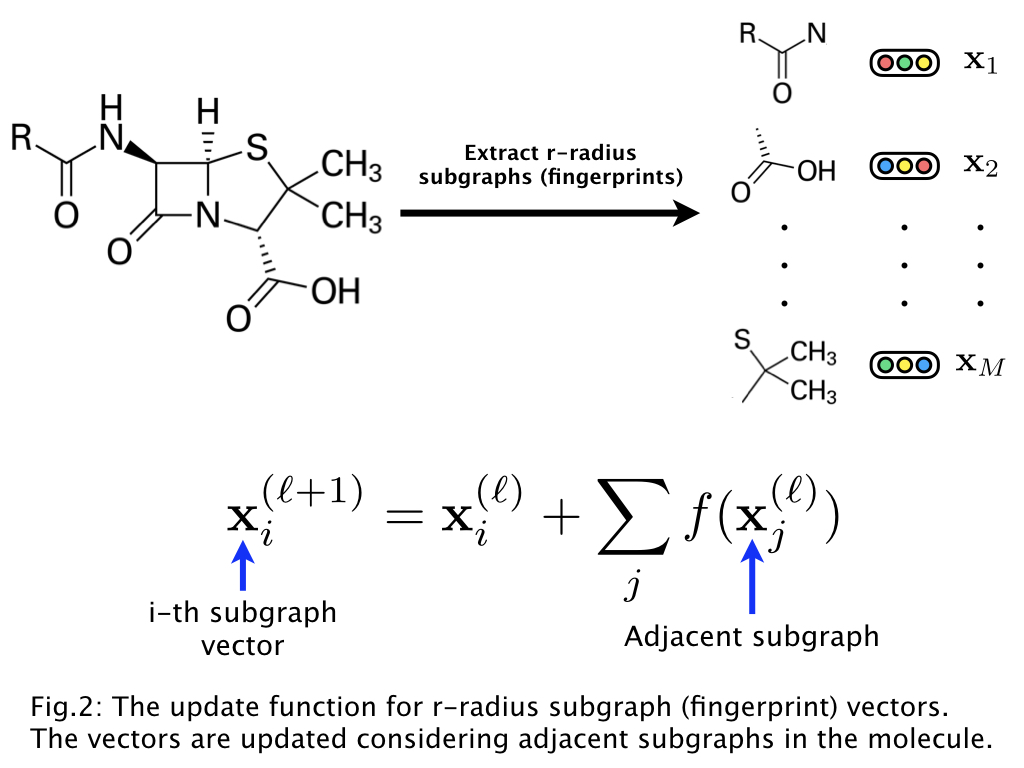 R N
O
x₁
H
N
H
S
R
O
CH₃
CH₃
N
O
O
OH
Extract r-radius
subgraphs (fingerprints)
O OH
x₂
S
CH₃
CH₃
x_M
x_i^(ℓ+1) = x_i^(ℓ) + ∑_j f(x_j^(ℓ))
i-th subgraph
vector
Adjacent subgraph
Fig.2: The update function for r-radius subgraph (fingerprint) vectors.
The vectors are updated considering adjacent subgraphs in the molecule.